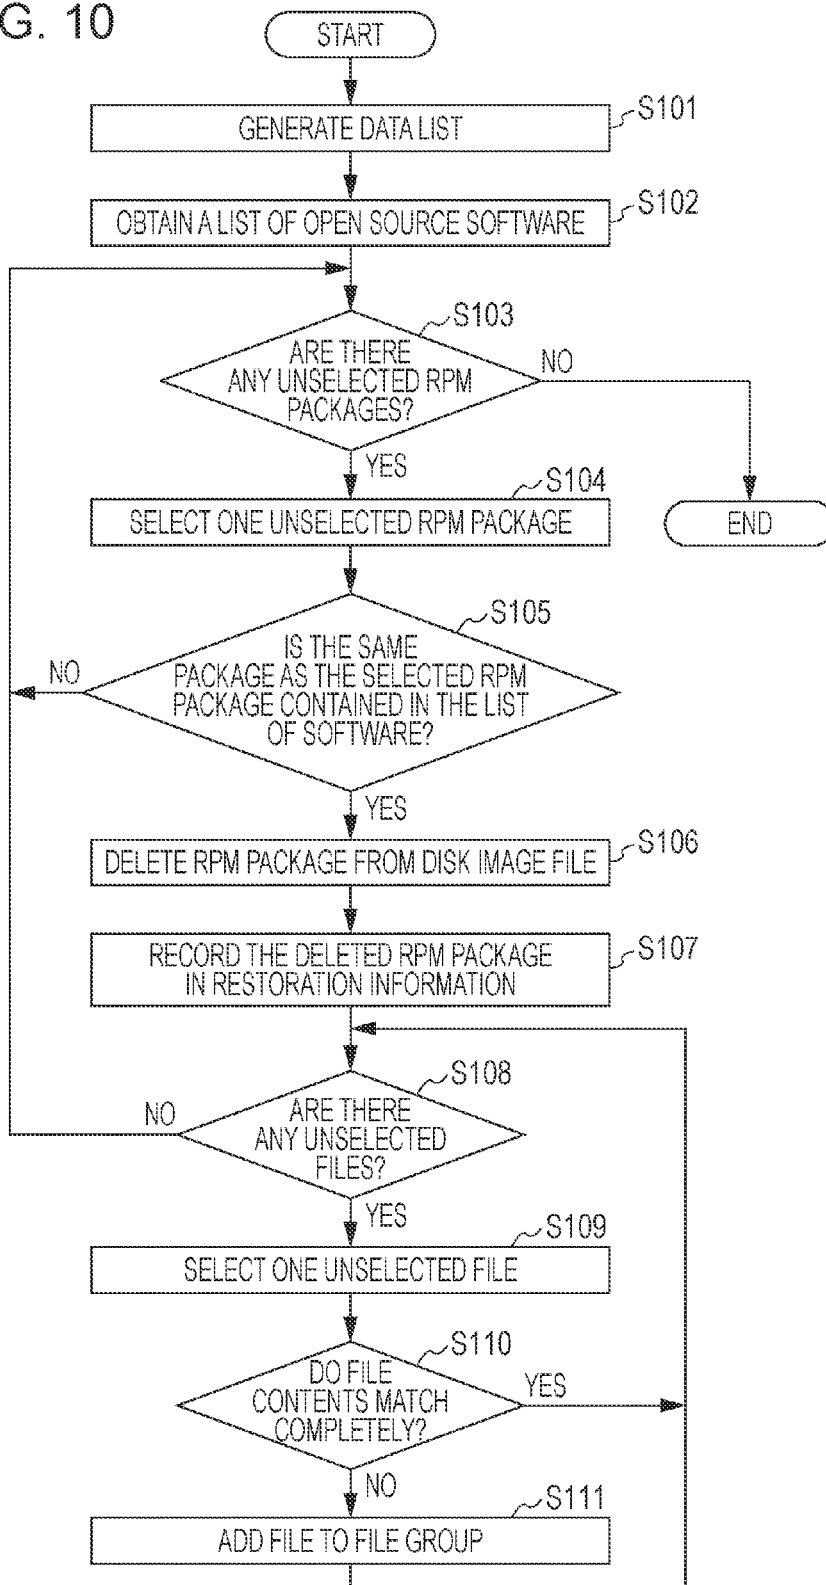 G. 10
START
GENERATE DATA LIST
S101
OBTAIN A LIST OF OPEN SOURCE SOFTWARE
S102
S103
ARE THERE
ANY UNSELECTED RPM
PACKAGES?
NO
YES
S104
SELECT ONE UNSELECTED RPM PACKAGE
END
S105
IS THE SAME
PACKAGE AS THE SELECTED RPM
PACKAGE CONTAINED IN THE LIST
OF SOFTWARE?
NO
YES
DELETE RPM PACKAGE FROM DISK IMAGE FILE
S106
RECORD THE DELETED RPM PACKAGE
IN RESTORATION INFORMATION
S107
S108
ARE THERE
ANY UNSELECTED
FILES?
NO
YES
S109
SELECT ONE UNSELECTED FILE
S110
DO FILE
CONTENTS MATCH
COMPLETELY?
YES
NO
S111
ADD FILE TO FILE GROUP